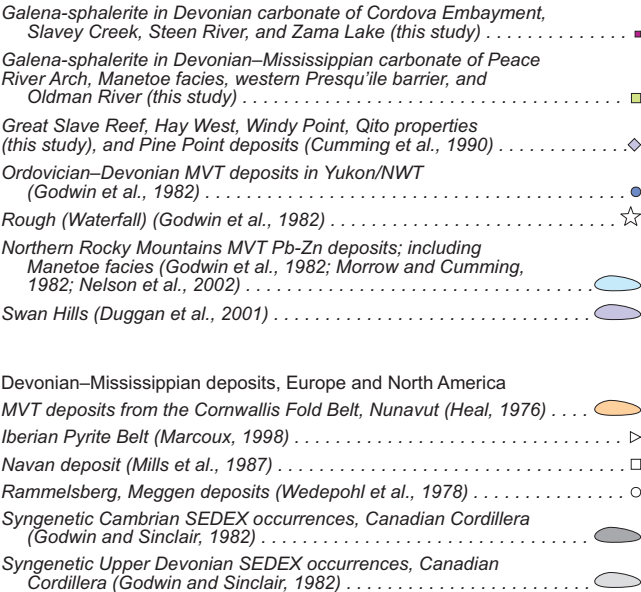 Galena-sphalerite in Devonian carbonate of Cordova Embayment,
Slavey Creek, Steen River, and Zama Lake (this study) . . . . . . . . . . . . . .
Galena-sphalerite in Devonian–Mississippian carbonate of Peace
River Arch, Manetoe facies, western Presqu'ile barrier, and
Oldman River (this study) . . . . . . . . . . . . . . . . . . . . . . . . . . . . . . . . . . . . . .
Great Slave Reef, Hay West, Windy Point, Qito properties
(this study), and Pine Point deposits (Cumming et al., 1990) . . . . . . . . . . . . .
Ordovician–Devonian MVT deposits in Yukon/NWT
(Godwin et al., 1982) . . . . . . . . . . . . . . . . . . . . . . . . . . . . . . . . . . . . . . . . .
Rough (Waterfall) (Godwin et al., 1982) . . . . . . . . . . . . . . . . . . . . . . . . . . . . .
Northern Rocky Mountains MVT Pb-Zn deposits; including
Manetoe facies (Godwin et al., 1982; Morrow and Cumming,
1982; Nelson et al., 2002) . . . . . . . . . . . . . . . . . . . . . . . . . . . . . . . . . .
Swan Hills (Duggan et al., 2001) . . . . . . . . . . . . . . . . . . . . . . . . . . . . . . . .
Devonian–Mississippian deposits, Europe and North America
MVT deposits from the Cornwallis Fold Belt, Nunavut (Heal, 1976) . . . .
Iberian Pyrite Belt (Marcoux, 1998) . . . . . . . . . . . . . . . . . . . . . . . . . . . . . . . . .
Navan deposit (Mills et al., 1987) . . . . . . . . . . . . . . . . . . . . . . . . . . . . . . . . . . .
Rammelsberg, Meggen deposits (Wedepohl et al., 1978) . . . . . . . . . . . . . . .
Syngenetic Cambrian SEDEX occurrences, Canadian Cordillera
(Godwin and Sinclair, 1982) . . . . . . . . . . . . . . . . . . . . . . . . . . . . . . . .
Syngenetic Upper Devonian SEDEX occurrences, Canadian
Cordillera (Godwin and Sinclair, 1982) . . . . . . . . . . . . . . . . . . . . . . .